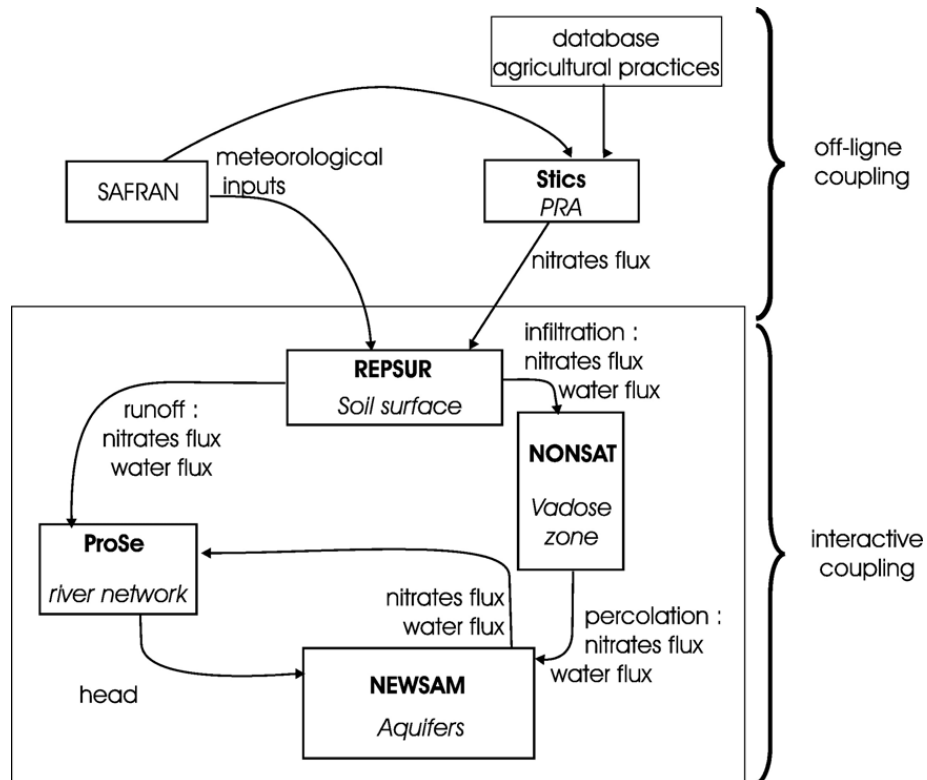 database
agricultural practices
off-ligne
coupling
meteorological
inputs
SAFRAN
Stics
PRA
nitrates flux
infiltration :
nitrates flux
water flux
REPSUR
Soil surface
runoff :
nitrates flux
water flux
NONSAT
Vadose
zone
interactive
coupling
ProSe
river network
nitrates flux
water flux
percolation :
nitrates flux
water flux
head
NEWSAM
Aquifers